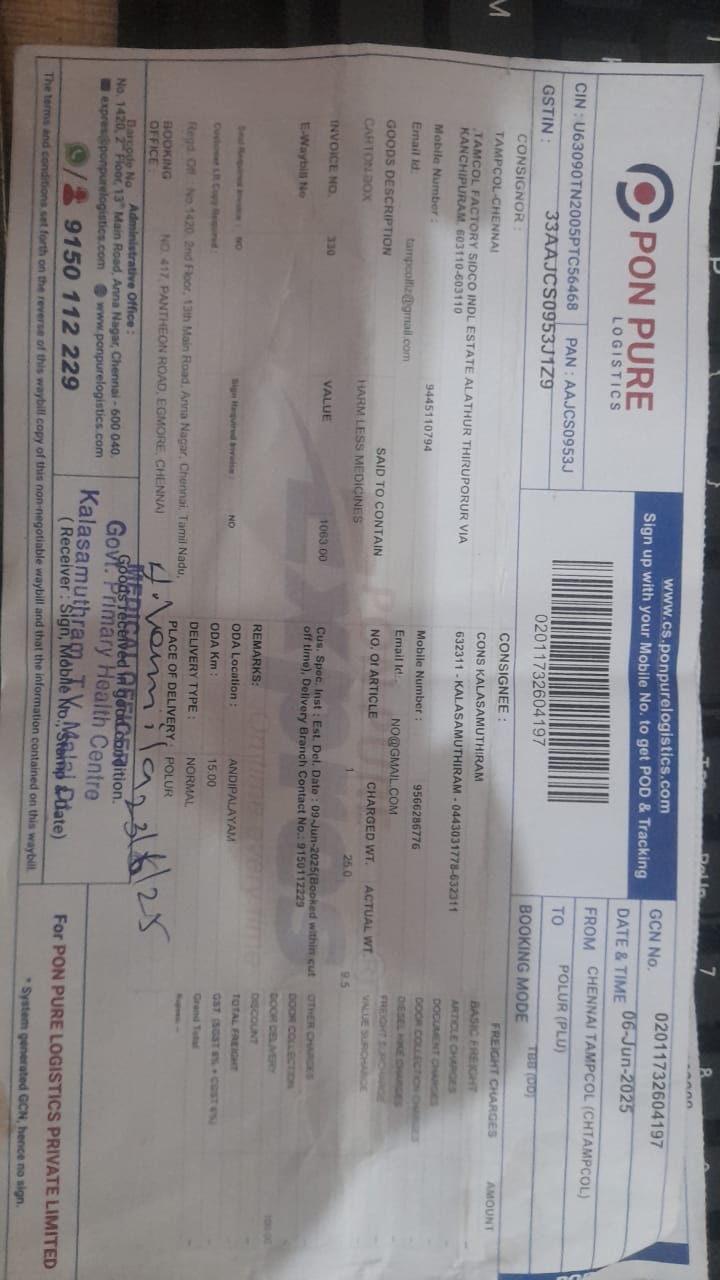 PON PURE
LOGISTICS
CIN : U63090TN2005PTC56468 PAN : AAJCS0953J
GSTIN : 33AAJCS0953J1Z9
www.cs.ponpurelogistics.com
Sign up with your Mobile No. to get POD & Tracking
02011732604197
GCN No. 02011732604197
DATE & TIME 06-Jun-2025
FROM CHENNAI TAMPCOL (CHTAMPCOL)
TO POLUR (PLU)
BOOKING MODE TBB (DD)
CONSIGNOR :
TAMPCOL-CHENNAI
TAMCOL FACTORY SIDCO INDL ESTATE ALATHUR THIRUPORUR VIA
KANCHIPURAM, 603110-603110
Mobile Number : 9445110794
Email Id: tampcolfiz@gmail.com
CONSIGNEE :
CONS KALASAMUTHIRAM
632311 - KALASAMUTHIRAM - 0443031778-632311
Mobile Number : 9566286776
Email Id:- NO@GMAIL.COM
GOODS DESCRIPTION SAID TO CONTAIN NO. Of ARTICLE CHARGED WT. ACTUAL WT.
CARTON BOX HARM LESS MEDICINES 1 25.0 9.5
INVOICE NO. 330 VALUE 1063.00
E-Waybill No
Cus. Spec. Inst : Est. Del. Date : 09-Jun-2025(Booked within cut
off time), Delivery Branch Contact No.: 9150112229
Seal Required Invoice : NO Sign Required Invoice : NO
Customer LR Copy Required :
REMARKS:
ODA Location : ANDIPALAYAM
ODA Km : 15.00
DELIVERY TYPE : NORMAL
PLACE OF DELIVERY : POLUR
Regd. Off : No.1420, 2nd Floor, 13th Main Road, Anna Nagar, Chennai, Tamil Nadu,
BOOKING OFFICE : NO. 417, PANTHEON ROAD, EGMORE, CHENNAI
FREIGHT CHARGES AMOUNT
BASIC FREIGHT -
ARTICLE CHARGES
DOCUMENT CHARGES
DOOR COLLECTION CHARGES
DIESEL HIKE CHARGES
FREIGHT SURCHARGE
VALUE SURCHARGE
OTHER CHARGES
DOOR COLLECTION
DOOR DELIVERY
DISCOUNT
TOTAL FREIGHT
GST (SGST 6% + CGST 6%)
Grand Total
Rupees :-
Barcode No Administrative Office :
No. 1420, 2nd Floor, 13th Main Road, Anna Nagar, Chennai - 600 040.
expres@ponpurelogistics.com www.ponpurelogistics.com
9150 112 229
Goods received in good condition.
(Receiver : Sign, Mobile No., Stamp & Date)
MEDICAL OFFICER
Govt. Primary Health Centre
Kalasamuthram, T.V. Malai Dt.
For PON PURE LOGISTICS PRIVATE LIMITED
* System generated GCN, hence no sign.
The terms and conditions set forth on the reverse of this waybill copy of this non-negotiable waybill and that the information contained on this waybill.